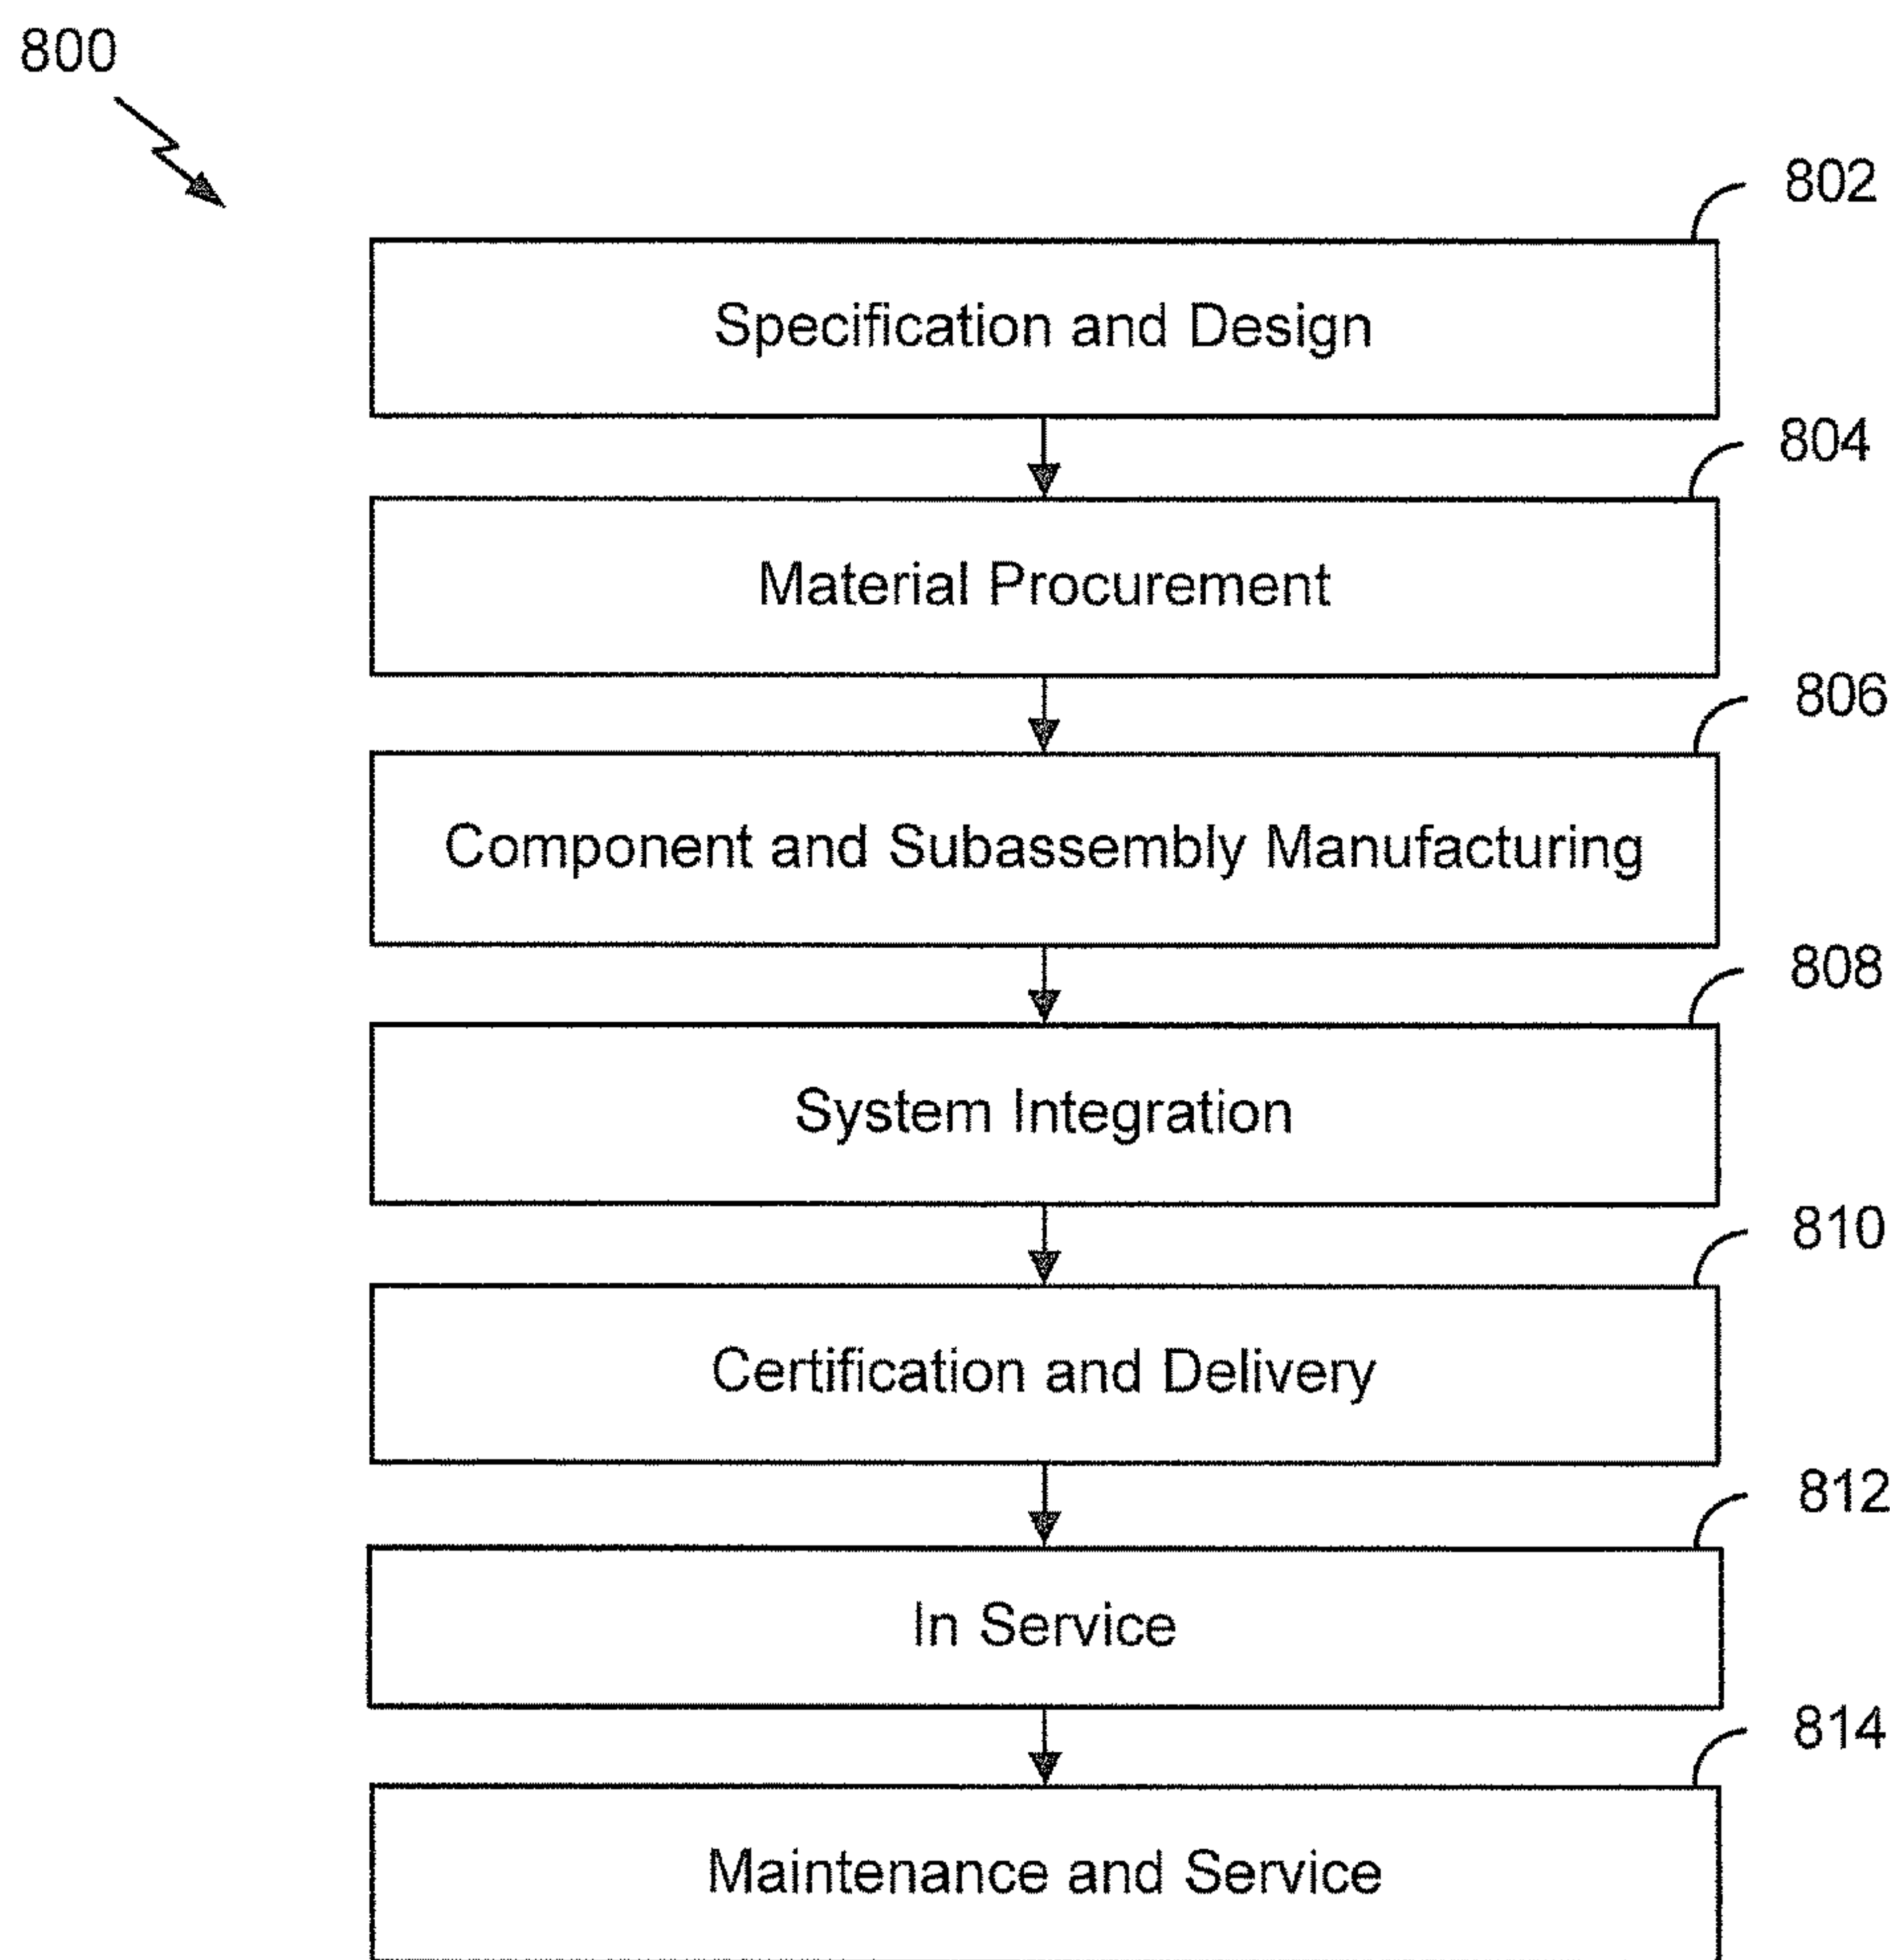 800
802
Specification and Design
804
Material Procurement
806
Component and Subassembly Manufacturing
808
System Integration
810
Certification and Delivery
812
In Service
814
Maintenance and Service